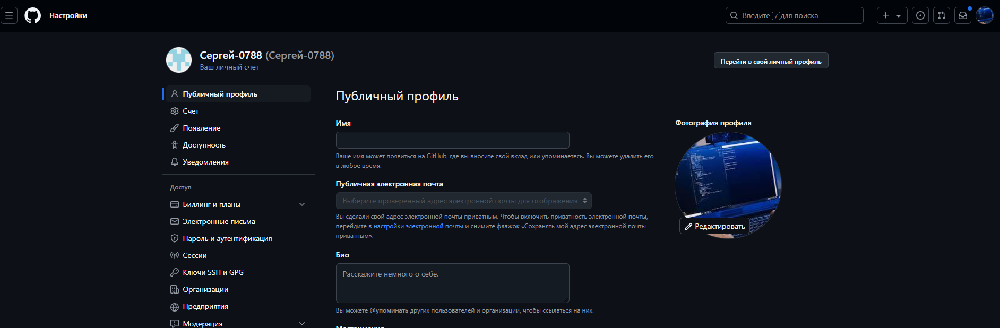 Настройки
Введите / для поиска
Сергей-0788 (Сергей-0788)
Ваш личный счет
Перейти в свой личный профиль
Публичный профиль
Счет
Появление
Доступность
Уведомления
Доступ
Биллинг и планы
Электронные письма
Пароль и аутентификация
Сессии
Ключи SSH и GPG
Организации
Предприятия
Модерация
Публичный профиль
Имя
Ваше имя может появиться на GitHub, где вы вносите свой вклад или упоминаетесь. Вы можете удалить его
в любое время.
Публичная электронная почта
Выберите проверенный адрес электронной почты для отображения
Вы сделали свой адрес электронной почты приватным. Чтобы включить приватность электронной почты,
перейдите в настройки электронной почты и снимите флажок «Сохранять мой адрес электронной почты
приватным».
Био
Расскажите немного о себе.
Вы можете @упоминать других пользователей и организации, чтобы ссылаться на них.
Фотография профиля
Редактировать